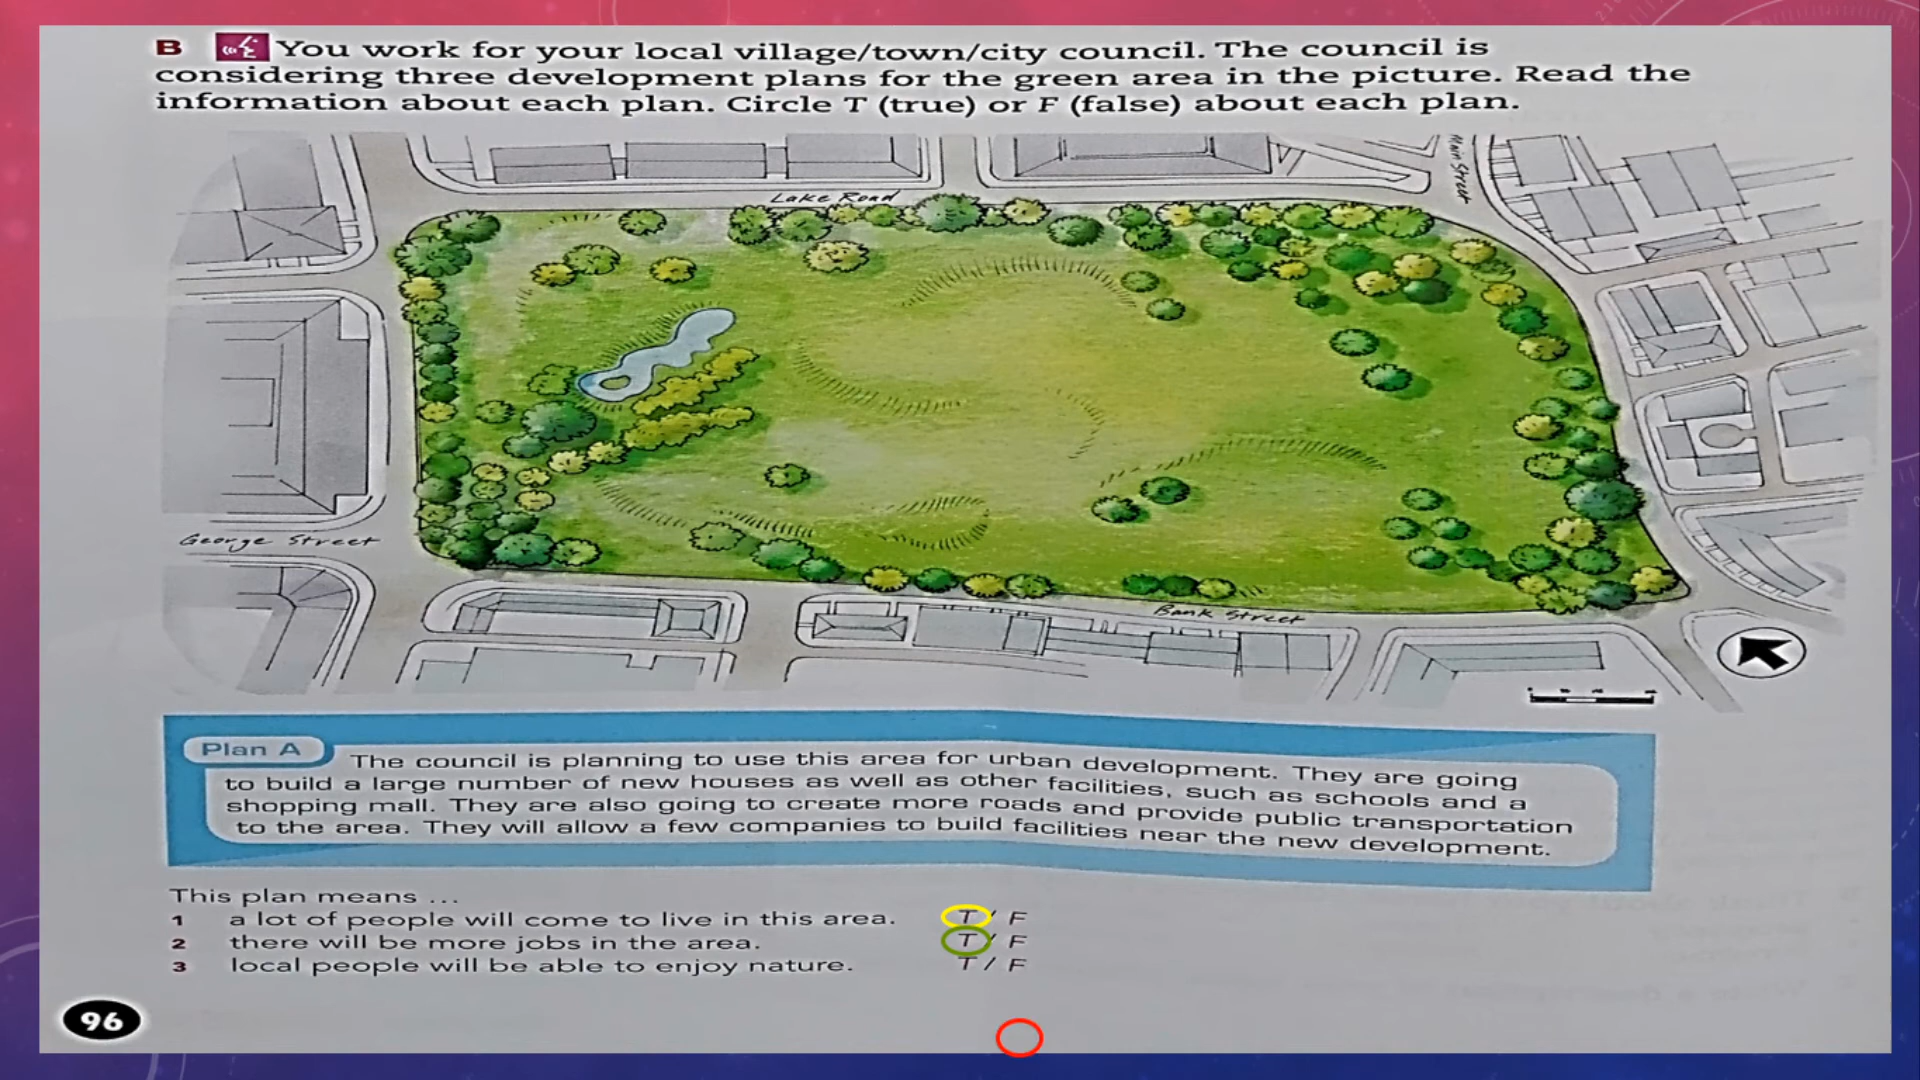 B You work for your local village/town/city council. The council is
considering three development plans for the green area in the picture. Read the
information about each plan. Circle T (true) or F (false) about each plan.
Main Street
Lake Road
George Street
Bank Street
Plan A
The council is planning to use this area for urban development. They are going
to build a large number of new houses as well as other facilities, such as schools and a
shopping mall. They are also going to create more roads and provide public transportation
to the area. They will allow a few companies to build facilities near the new development.
This plan means ...
1 a lot of people will come to live in this area. T / F
2 there will be more jobs in the area. T / F
3 local people will be able to enjoy nature. T / F
96